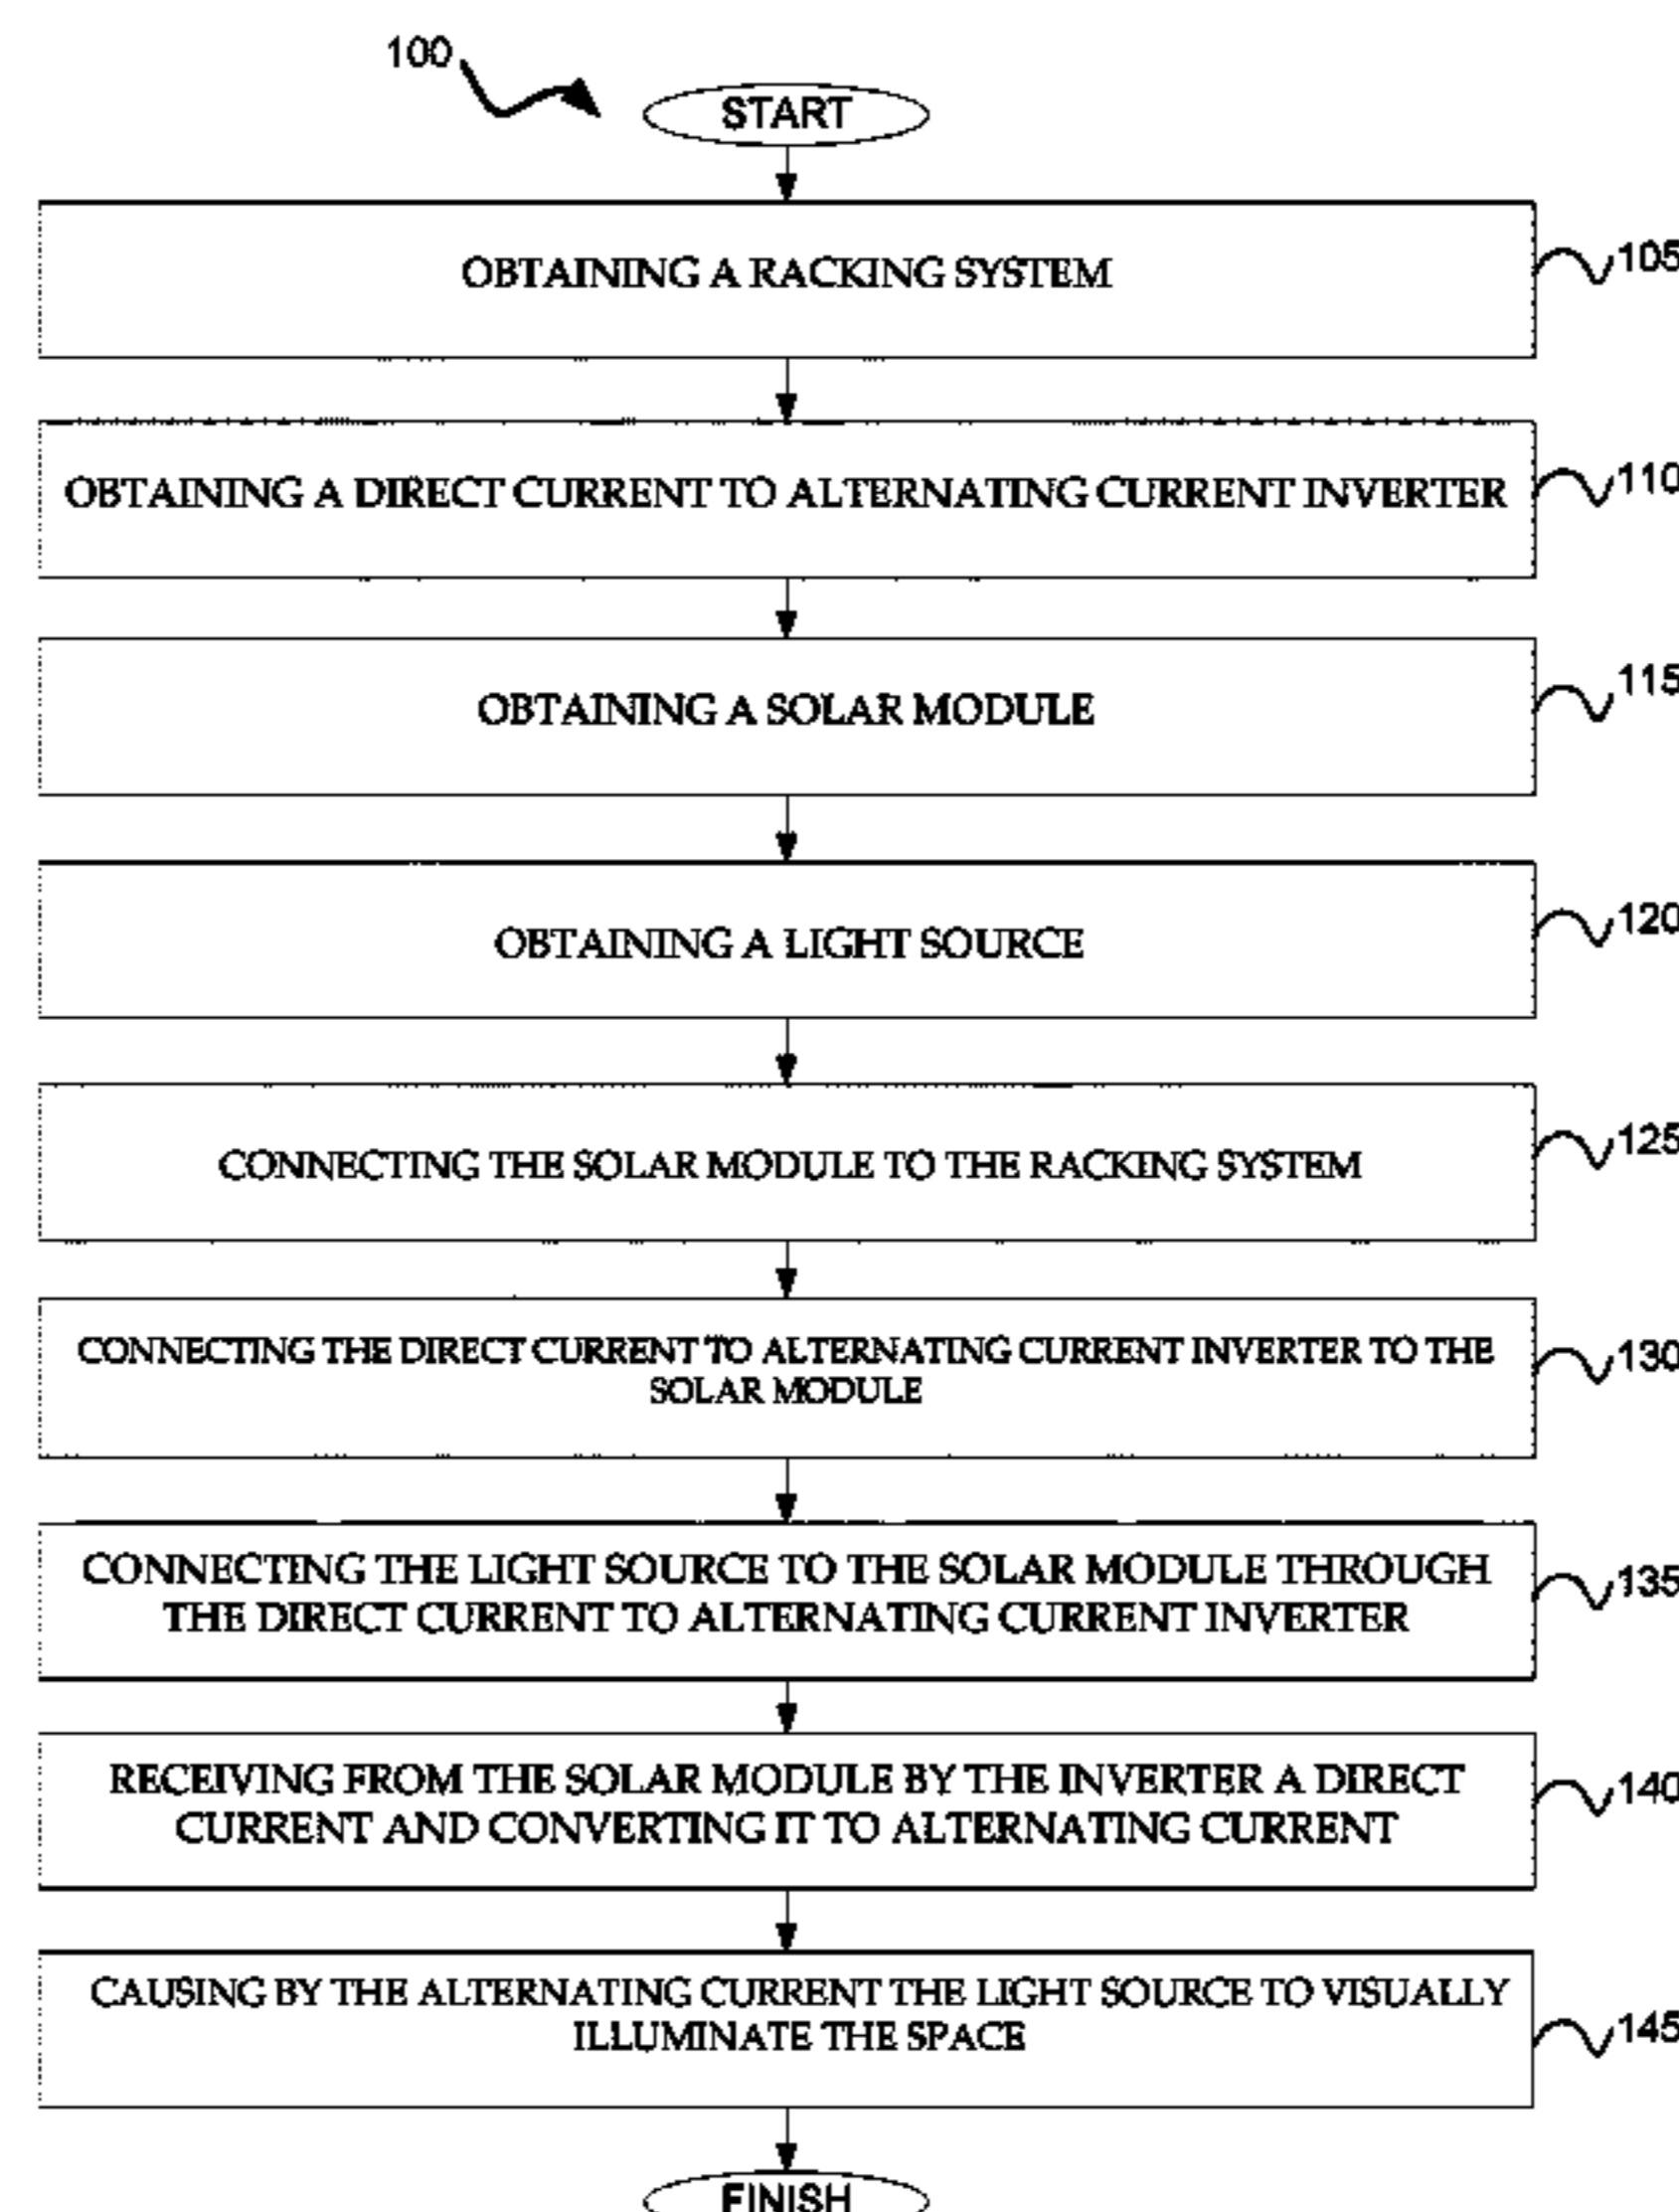 100
START
OBTAINING A RACKING SYSTEM
105
OBTAINING A DIRECT CURRENT TO ALTERNATING CURRENT INVERTER
110
OBTAINING A SOLAR MODULE
115
OBTAINING A LIGHT SOURCE
120
CONNECTING THE SOLAR MODULE TO THE RACKING SYSTEM
125
CONNECTING THE DIRECT CURRENT TO ALTERNATING CURRENT INVERTER TO THE
SOLAR MODULE
130
CONNECTING THE LIGHT SOURCE TO THE SOLAR MODULE THROUGH
THE DIRECT CURRENT TO ALTERNATING CURRENT INVERTER
135
RECEIVING FROM THE SOLAR MODULE BY THE INVERTER A DIRECT
CURRENT AND CONVERTING IT TO ALTERNATING CURRENT
140
CAUSING BY THE ALTERNATING CURRENT THE LIGHT SOURCE TO VISUALLY
ILLUMINATE THE SPACE
145
FINISH